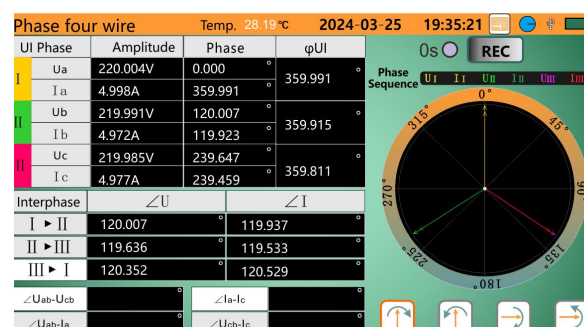 Phase four wire Temp. 28.19 ℃ 2024-03-25 19:35:21
UI Phase Amplitude Phase φUI
0s REC
I Ua 220.004V 0.000 ° 359.991 °
Ia 4.998A 359.991 °
Phase Sequence UI II UII III UIII IIII
II Ub 219.991V 120.007 ° 359.915 °
Ib 4.972A 119.923 °
II Uc 219.985V 239.647 ° 359.811 °
Ic 4.977A 239.459 °
0° 45° 90° 135° 180° 225° 270° 315°
Interphase ∠U ∠I
I ► II 120.007 ° 119.937 °
II ► III 119.636 ° 119.533 °
III ► I 120.352 ° 120.529 °
∠Uab-Ucb ° ∠Ia-Ic °
∠Uab-Ia ∠Ucb-Ic